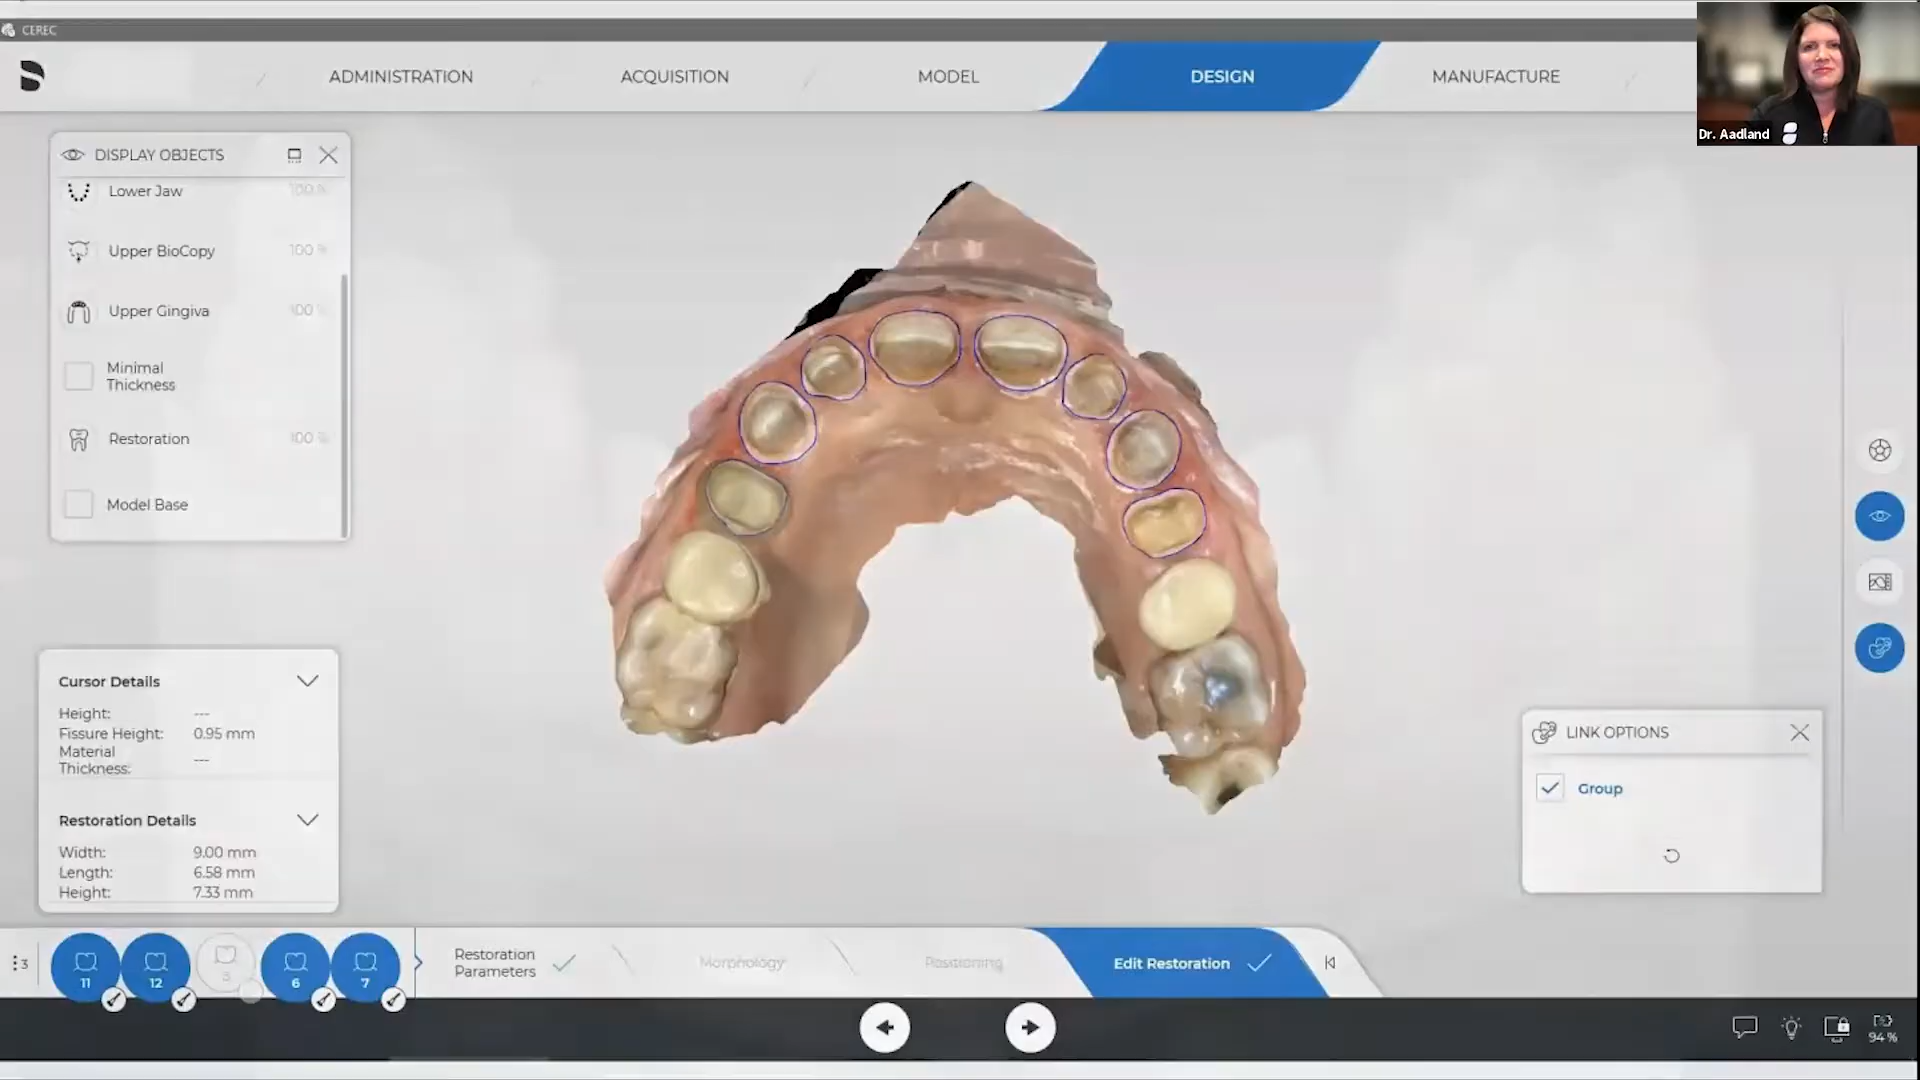 CEREC
ADMINISTRATION
ACQUISITION
MODEL
DESIGN
MANUFACTURE
Dr. Aadland
DISPLAY OBJECTS
Lower Jaw 100 %
Upper BioCopy 100 %
Upper Gingiva 100 %
Minimal
Thickness
Restoration 100 %
Model Base
Cursor Details
Height: ---
Fissure Height: 0.95 mm
Material
Thickness: ---
Restoration Details
Width: 9.00 mm
Length: 6.58 mm
Height: 7.33 mm
LINK OPTIONS
Group
3
11
12
5
6
7
Restoration
Parameters
Morphology
Positioning
Edit Restoration
94 %